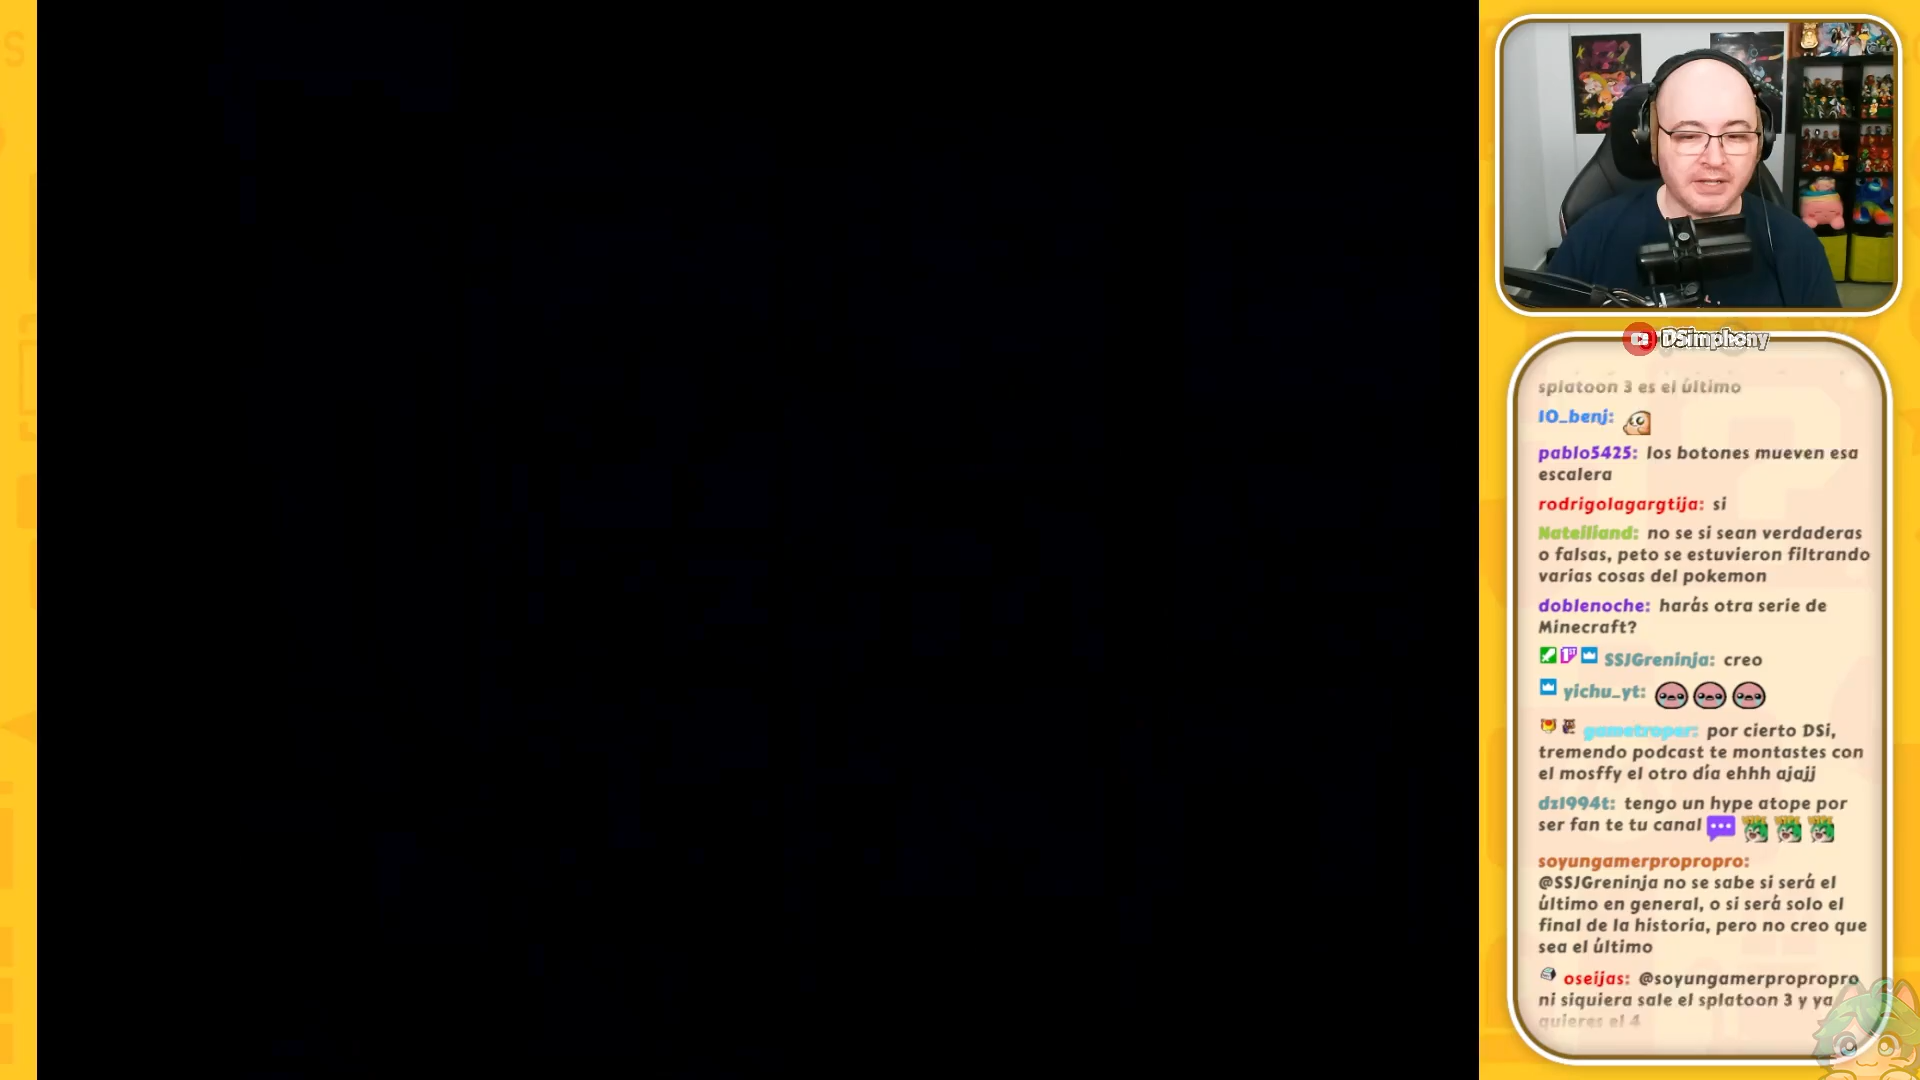 DSimphony
splatoon 3 es el último
IO_benj:
pablo5425: los botones mueven esa
escalera
rodrigolagargtija: si
Nateiliand: no se si sean verdaderas
o falsas, peto se estuvieron filtrando
varias cosas del pokemon
doblenoche: harás otra serie de
Minecraft?
SSJGreninja: creo
yichu_yt:
gametroper: por cierto DSi,
tremendo podcast te montastes con
el mosffy el otro día ehhh ajajj
dz1994t: tengo un hype atope por
ser fan te tu canal
soyungamerpropropro:
@SSJGreninja no se sabe si será el
último en general, o si será solo el
final de la historia, pero no creo que
sea el último
oseijas: @soyungamerpropropro
ni siquiera sale el splatoon 3 y ya
quieres el 4